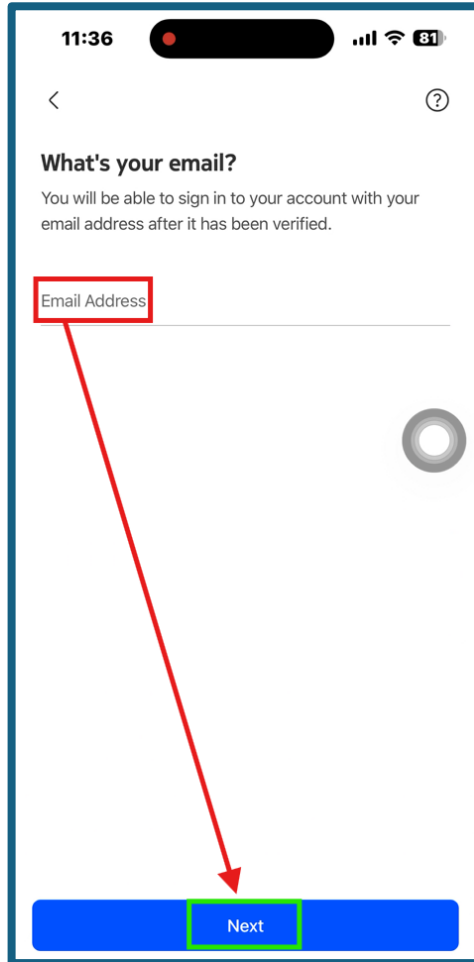 11:36
81
What's your email?
You will be able to sign in to your account with your
email address after it has been verified.
Email Address
Next